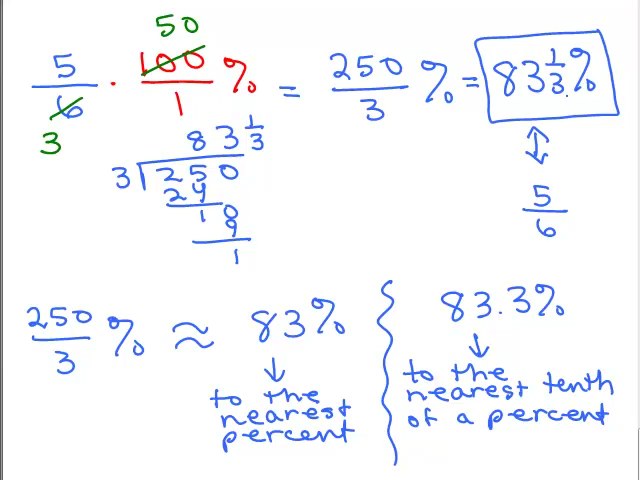 50
5/6 · 100/1 % = 250/3 % = 83 1/3 %
3
83 1/3
3 250
24
10
9
1
5/6
250/3 % ≈ 83%
to the
nearest
percent
83.3%
to the
nearest tenth
of a percent